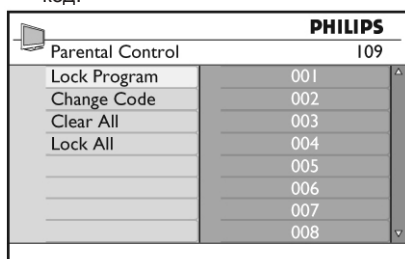 код.
PHILIPS
Parental Control 109
Lock Program 001
Change Code 002
Clear All 003
Lock All 004
005
006
007
008